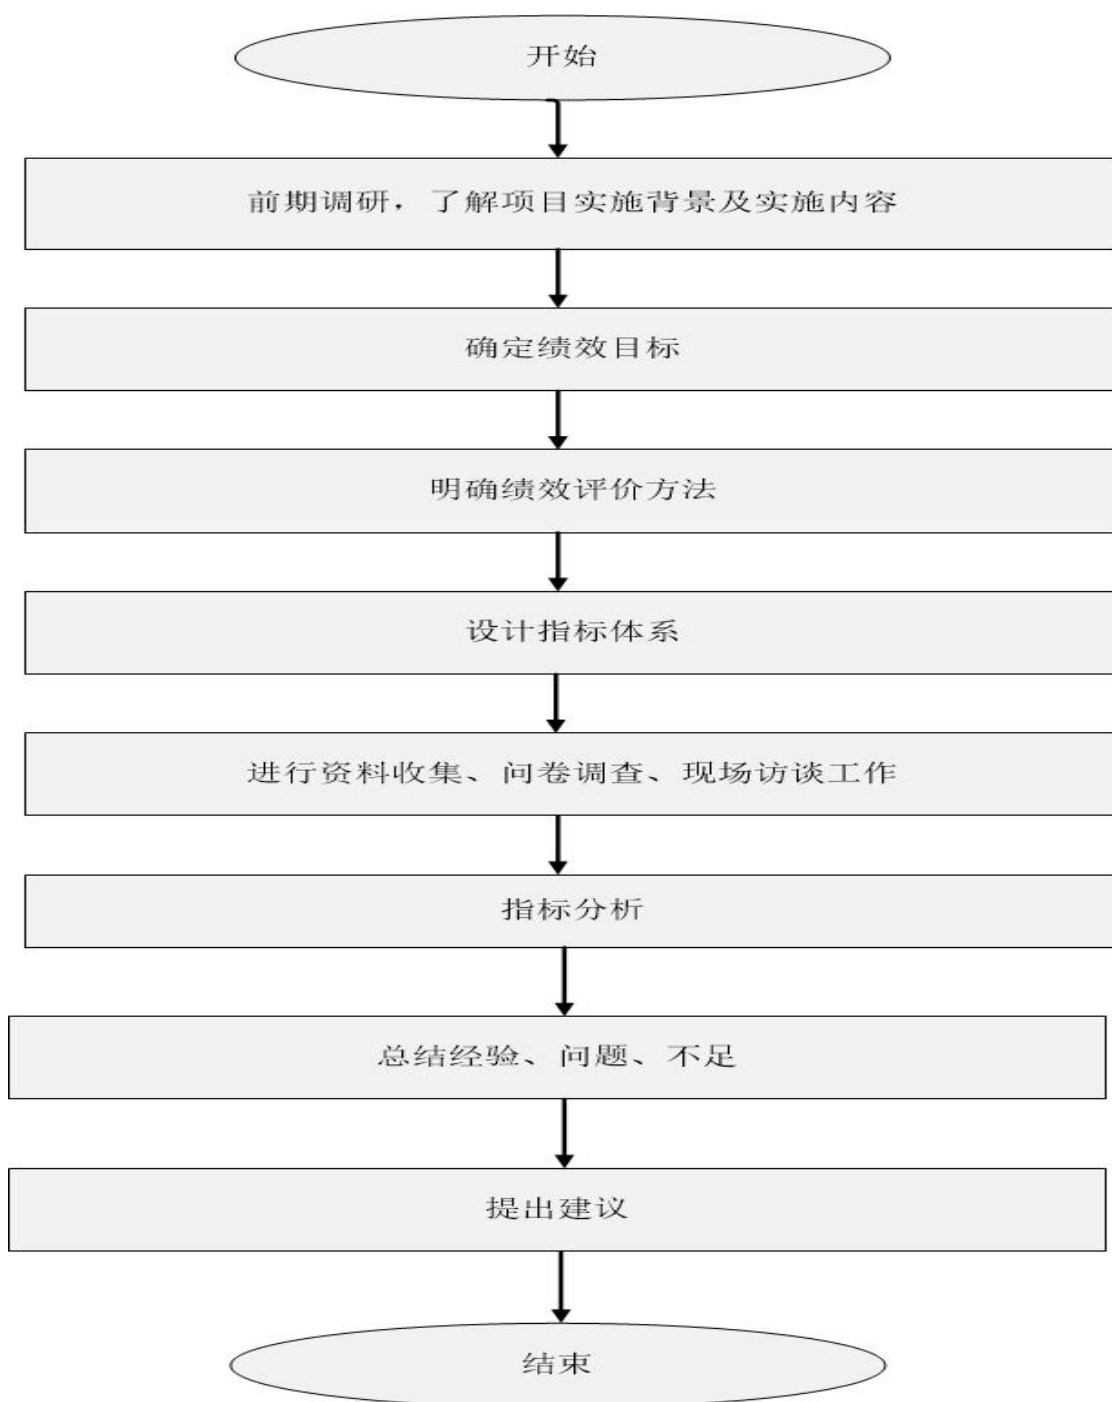 开始
前期调研，了解项目实施背景及实施内容
确定绩效目标
明确绩效评价方法
设计指标体系
进行资料收集、问卷调查、现场访谈工作
指标分析
总结经验、问题、不足
提出建议
结束